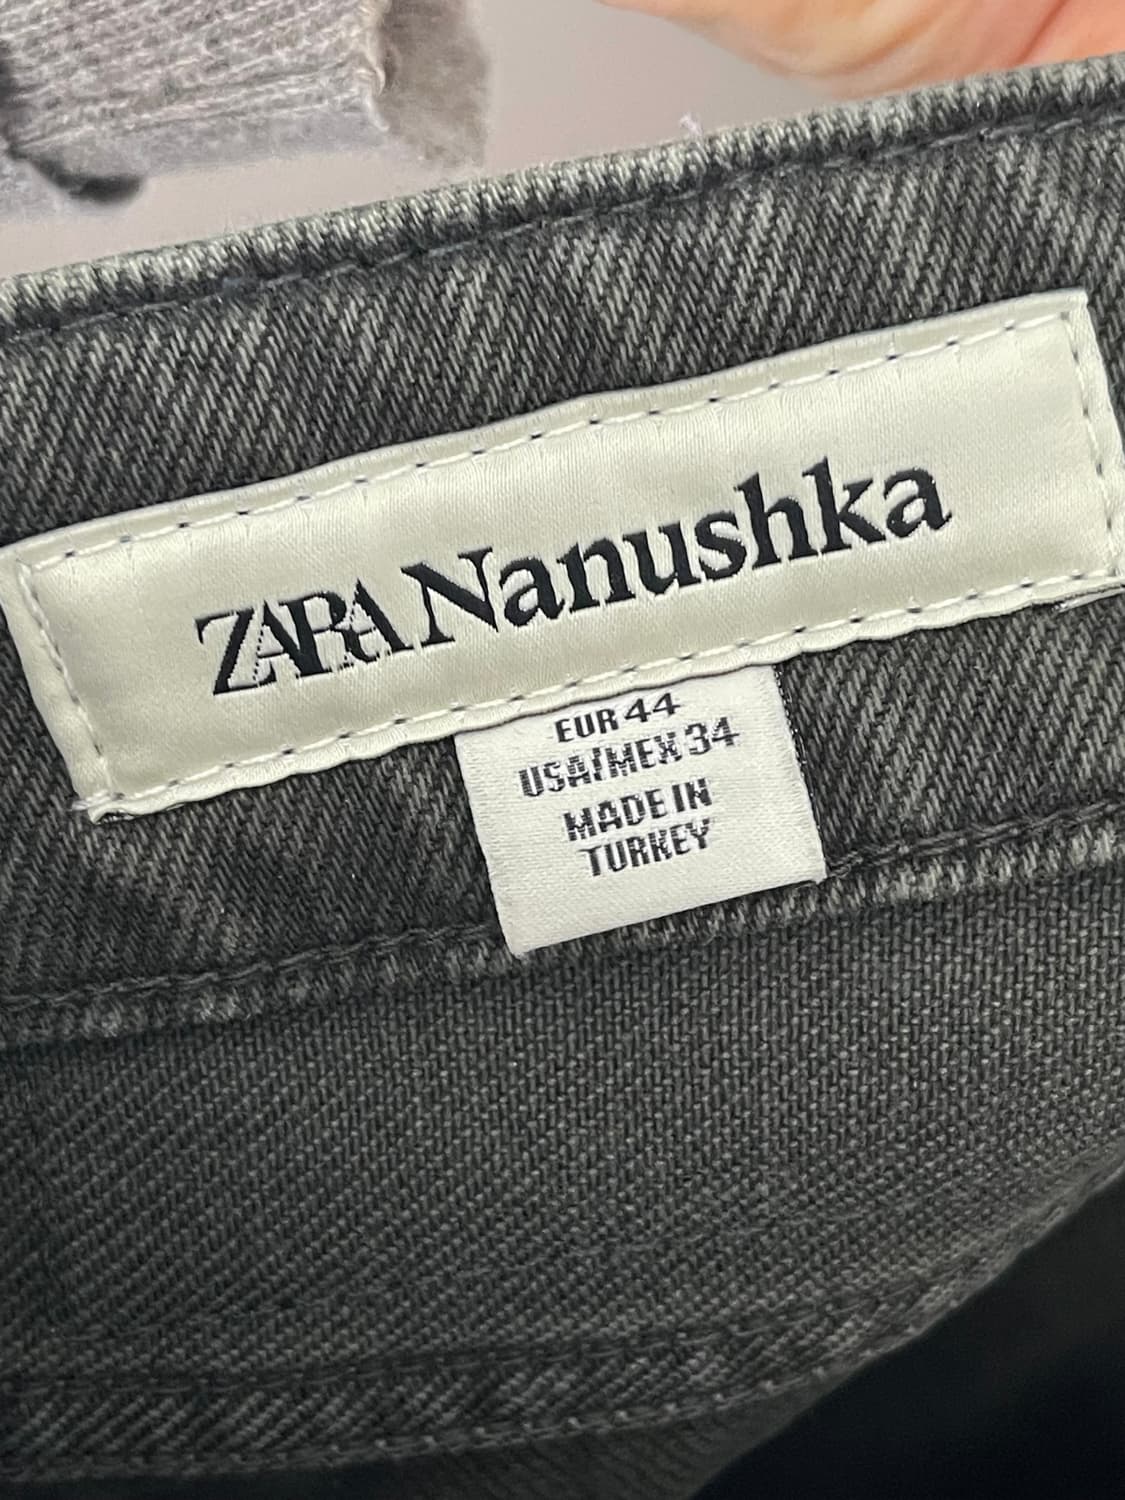 ZARA Nanushka
EUR 44
USA/MEX 34
MADE IN
TURKEY